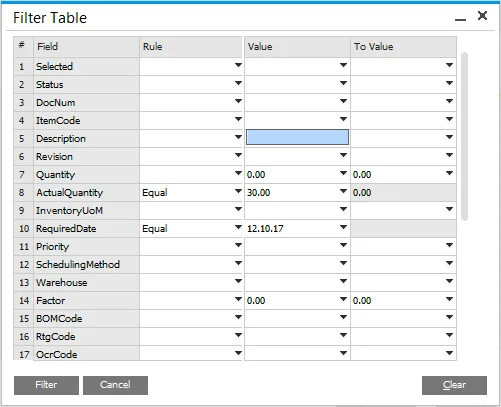 Filter Table
# Field Rule Value To Value
1 Selected
2 Status
3 DocNum
4 ItemCode
5 Description
6 Revision
7 Quantity 0.00 0.00
8 ActualQuantity Equal 30.00 0.00
9 InventoryUoM
10 RequiredDate Equal 12.10.17
11 Priority
12 SchedulingMethod
13 Warehouse
14 Factor 0.00 0.00
15 BOMCode
16 RtgCode
17 OcrCode
Filter Cancel Clear